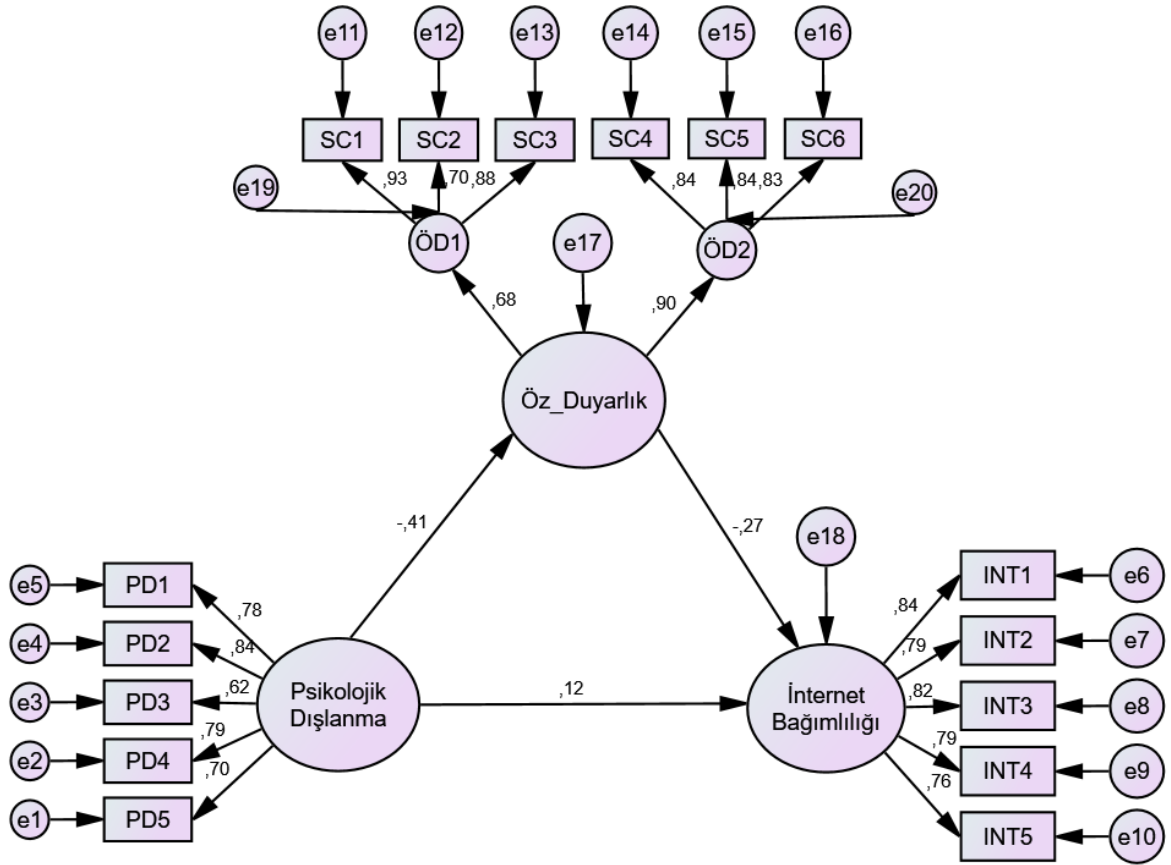 e11 e12 e13 e14 e15 e16
SC1 SC2 SC3 SC4 SC5 SC6
,93 ,70 ,88 ,84 ,84 ,83
e19 e20
ÖD1 e17 ÖD2
,68 ,90
Öz_Duyarlık
-,41 -,27
e18
e5 PD1 INT1 e6
,78 ,84
e4 PD2 INT2 e7
,84 ,79
e3 PD3 INT3 e8
,62 ,82
Psikolojik
Dışlanma
,12
İnternet
Bağımlılığı
e2 PD4 INT4 e9
,79 ,79
e1 PD5 INT5 e10
,70 ,76